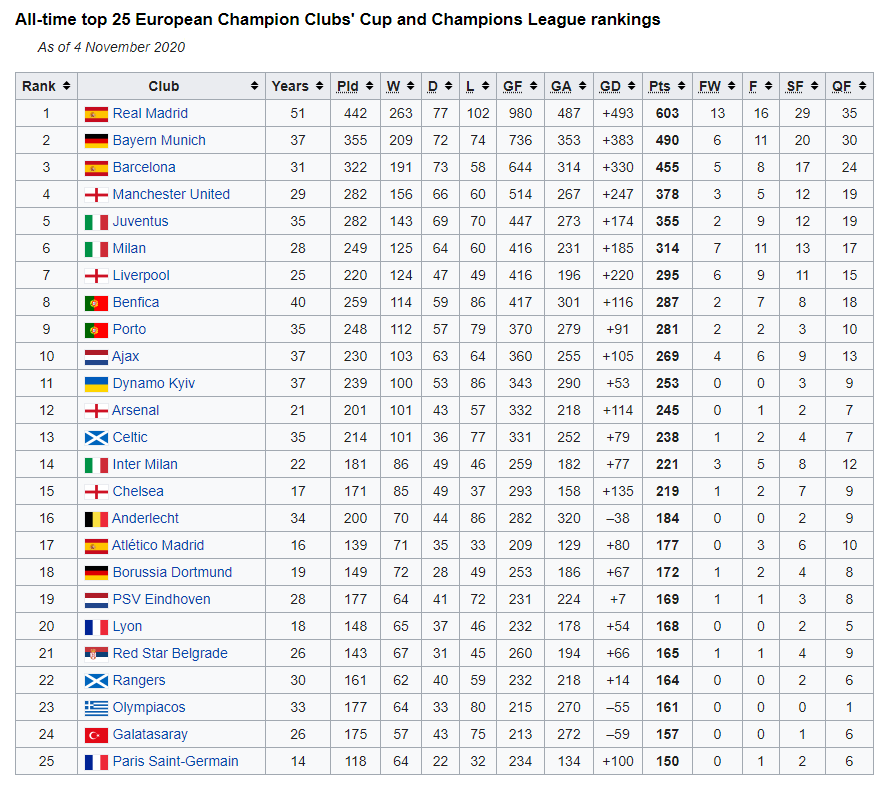 All-time top 25 European Champion Clubs' Cup and Champions League rankings
As of 4 November 2020
Rank Club Years Pld W D L GF GA GD Pts FW F SF QF
1 Real Madrid 51 442 263 77 102 980 487 +493 603 13 16 29 35
2 Bayern Munich 37 355 209 72 74 736 353 +383 490 6 11 20 30
3 Barcelona 31 322 191 73 58 644 314 +330 455 5 8 17 24
4 Manchester United 29 282 156 66 60 514 267 +247 378 3 5 12 19
5 Juventus 35 282 143 69 70 447 273 +174 355 2 9 12 19
6 Milan 28 249 125 64 60 416 231 +185 314 7 11 13 17
7 Liverpool 25 220 124 47 49 416 196 +220 295 6 9 11 15
8 Benfica 40 259 114 59 86 417 301 +116 287 2 7 8 18
9 Porto 35 248 112 57 79 370 279 +91 281 2 2 3 10
10 Ajax 37 230 103 63 64 360 255 +105 269 4 6 9 13
11 Dynamo Kyiv 37 239 100 53 86 343 290 +53 253 0 0 3 9
12 Arsenal 21 201 101 43 57 332 218 +114 245 0 1 2 7
13 Celtic 35 214 101 36 77 331 252 +79 238 1 2 4 7
14 Inter Milan 22 181 86 49 46 259 182 +77 221 3 5 8 12
15 Chelsea 17 171 85 49 37 293 158 +135 219 1 2 7 9
16 Anderlecht 34 200 70 44 86 282 320 –38 184 0 0 2 9
17 Atlético Madrid 16 139 71 35 33 209 129 +80 177 0 3 6 10
18 Borussia Dortmund 19 149 72 28 49 253 186 +67 172 1 2 4 8
19 PSV Eindhoven 28 177 64 41 72 231 224 +7 169 1 1 3 8
20 Lyon 18 148 65 37 46 232 178 +54 168 0 0 2 5
21 Red Star Belgrade 26 143 67 31 45 260 194 +66 165 1 1 4 9
22 Rangers 30 161 62 40 59 232 218 +14 164 0 0 2 6
23 Olympiacos 33 177 64 33 80 215 270 –55 161 0 0 0 1
24 Galatasaray 26 175 57 43 75 213 272 –59 157 0 0 1 6
25 Paris Saint-Germain 14 118 64 22 32 234 134 +100 150 0 1 2 6